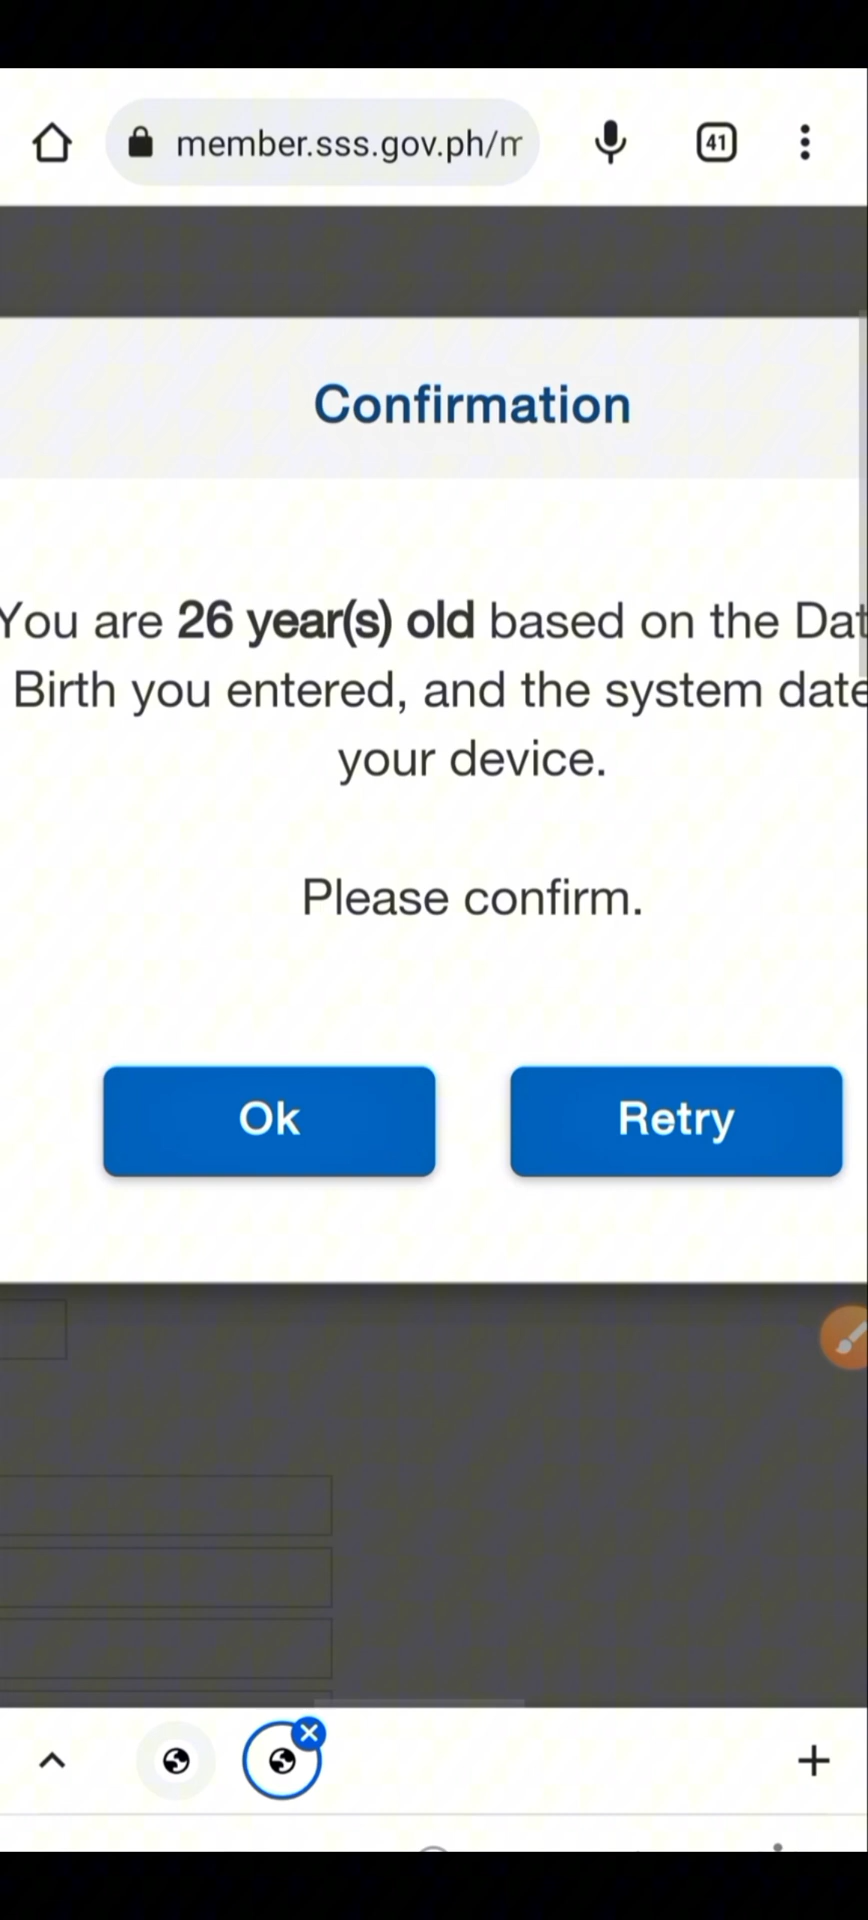 member.sss.gov.ph/m
41
Confirmation
You are 26 year(s) old based on the Dat
Birth you entered, and the system date
your device.
Please confirm.
Ok
Retry